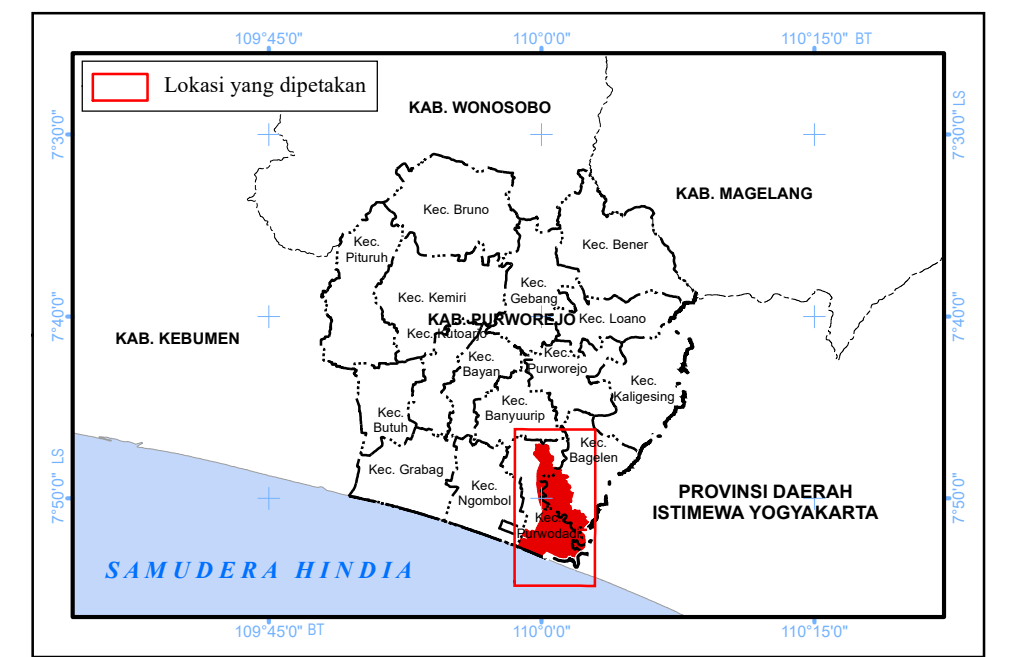 109°45'0"
110°0'0"
110°15'0" BT
Lokasi yang dipetakan
KAB. WONOSOBO
7°30'0"
7°30'0" LS
KAB. MAGELANG
Kec. Bruno
Kec.
Pituruh
Kec. Bener
Kec.
Gebang
Kec. Kemiri
KAB. PURWOREJO
Kec. Loano
Kec. Kutoarjo
7°40'0"
7°40'0"
KAB. KEBUMEN
Kec.
Bayan
Kec.
Purworejo
Kec.
Kaligesing
Kec.
Banyuurip
Kec.
Butuh
Kec.
Bagelen
Kec. Grabag
Kec.
Ngombol
7°50'0" LS
7°50'0"
PROVINSI DAERAH
ISTIMEWA YOGYAKARTA
Kec.
Purwodadi
SAMUDERA HINDIA
109°45'0" BT
110°0'0"
110°15'0"